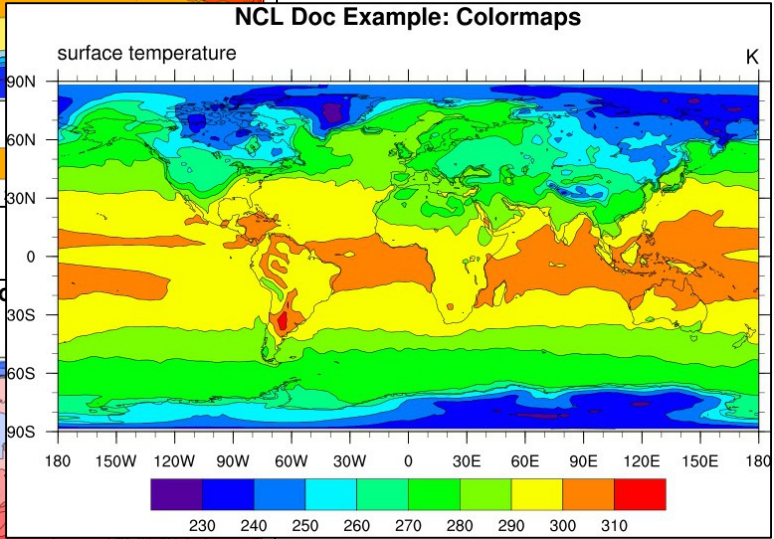 NCL Doc Example: Colormaps
surface temperature K
90N
60N
30N
0
30S
60S
90S
180 150W 120W 90W 60W 30W 0 30E 60E 90E 120E 150E 180
230 240 250 260 270 280 290 300 310